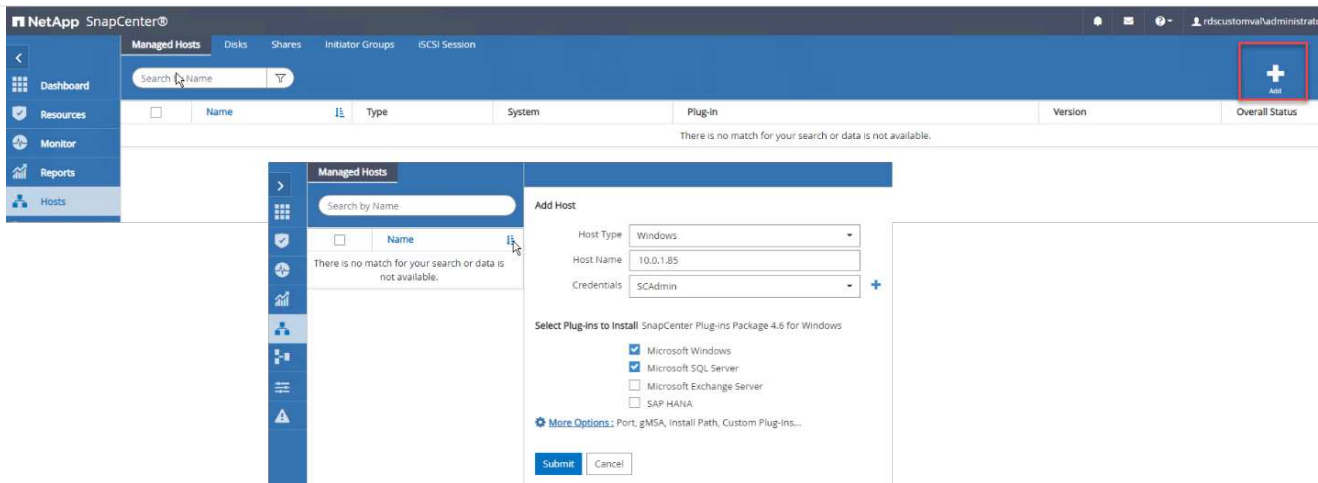 NetApp SnapCenter®
rdscustomval\administrat
Managed Hosts Disks Shares Initiator Groups iSCSI Session
Search by Name
Add
Name Type System Plug-in Version Overall Status
There is no match for your search or data is not available.
Dashboard
Resources
Monitor
Reports
Hosts
Managed Hosts
Search by Name
Name
There is no match for your search or data is
not available.
Add Host
Host Type Windows
Host Name 10.0.1.85
Credentials SCAdmin
Select Plug-ins to Install SnapCenter Plug-ins Package 4.6 for Windows
Microsoft Windows
Microsoft SQL Server
Microsoft Exchange Server
SAP HANA
More Options : Port, gMSA, Install Path, Custom Plug-Ins...
Submit Cancel